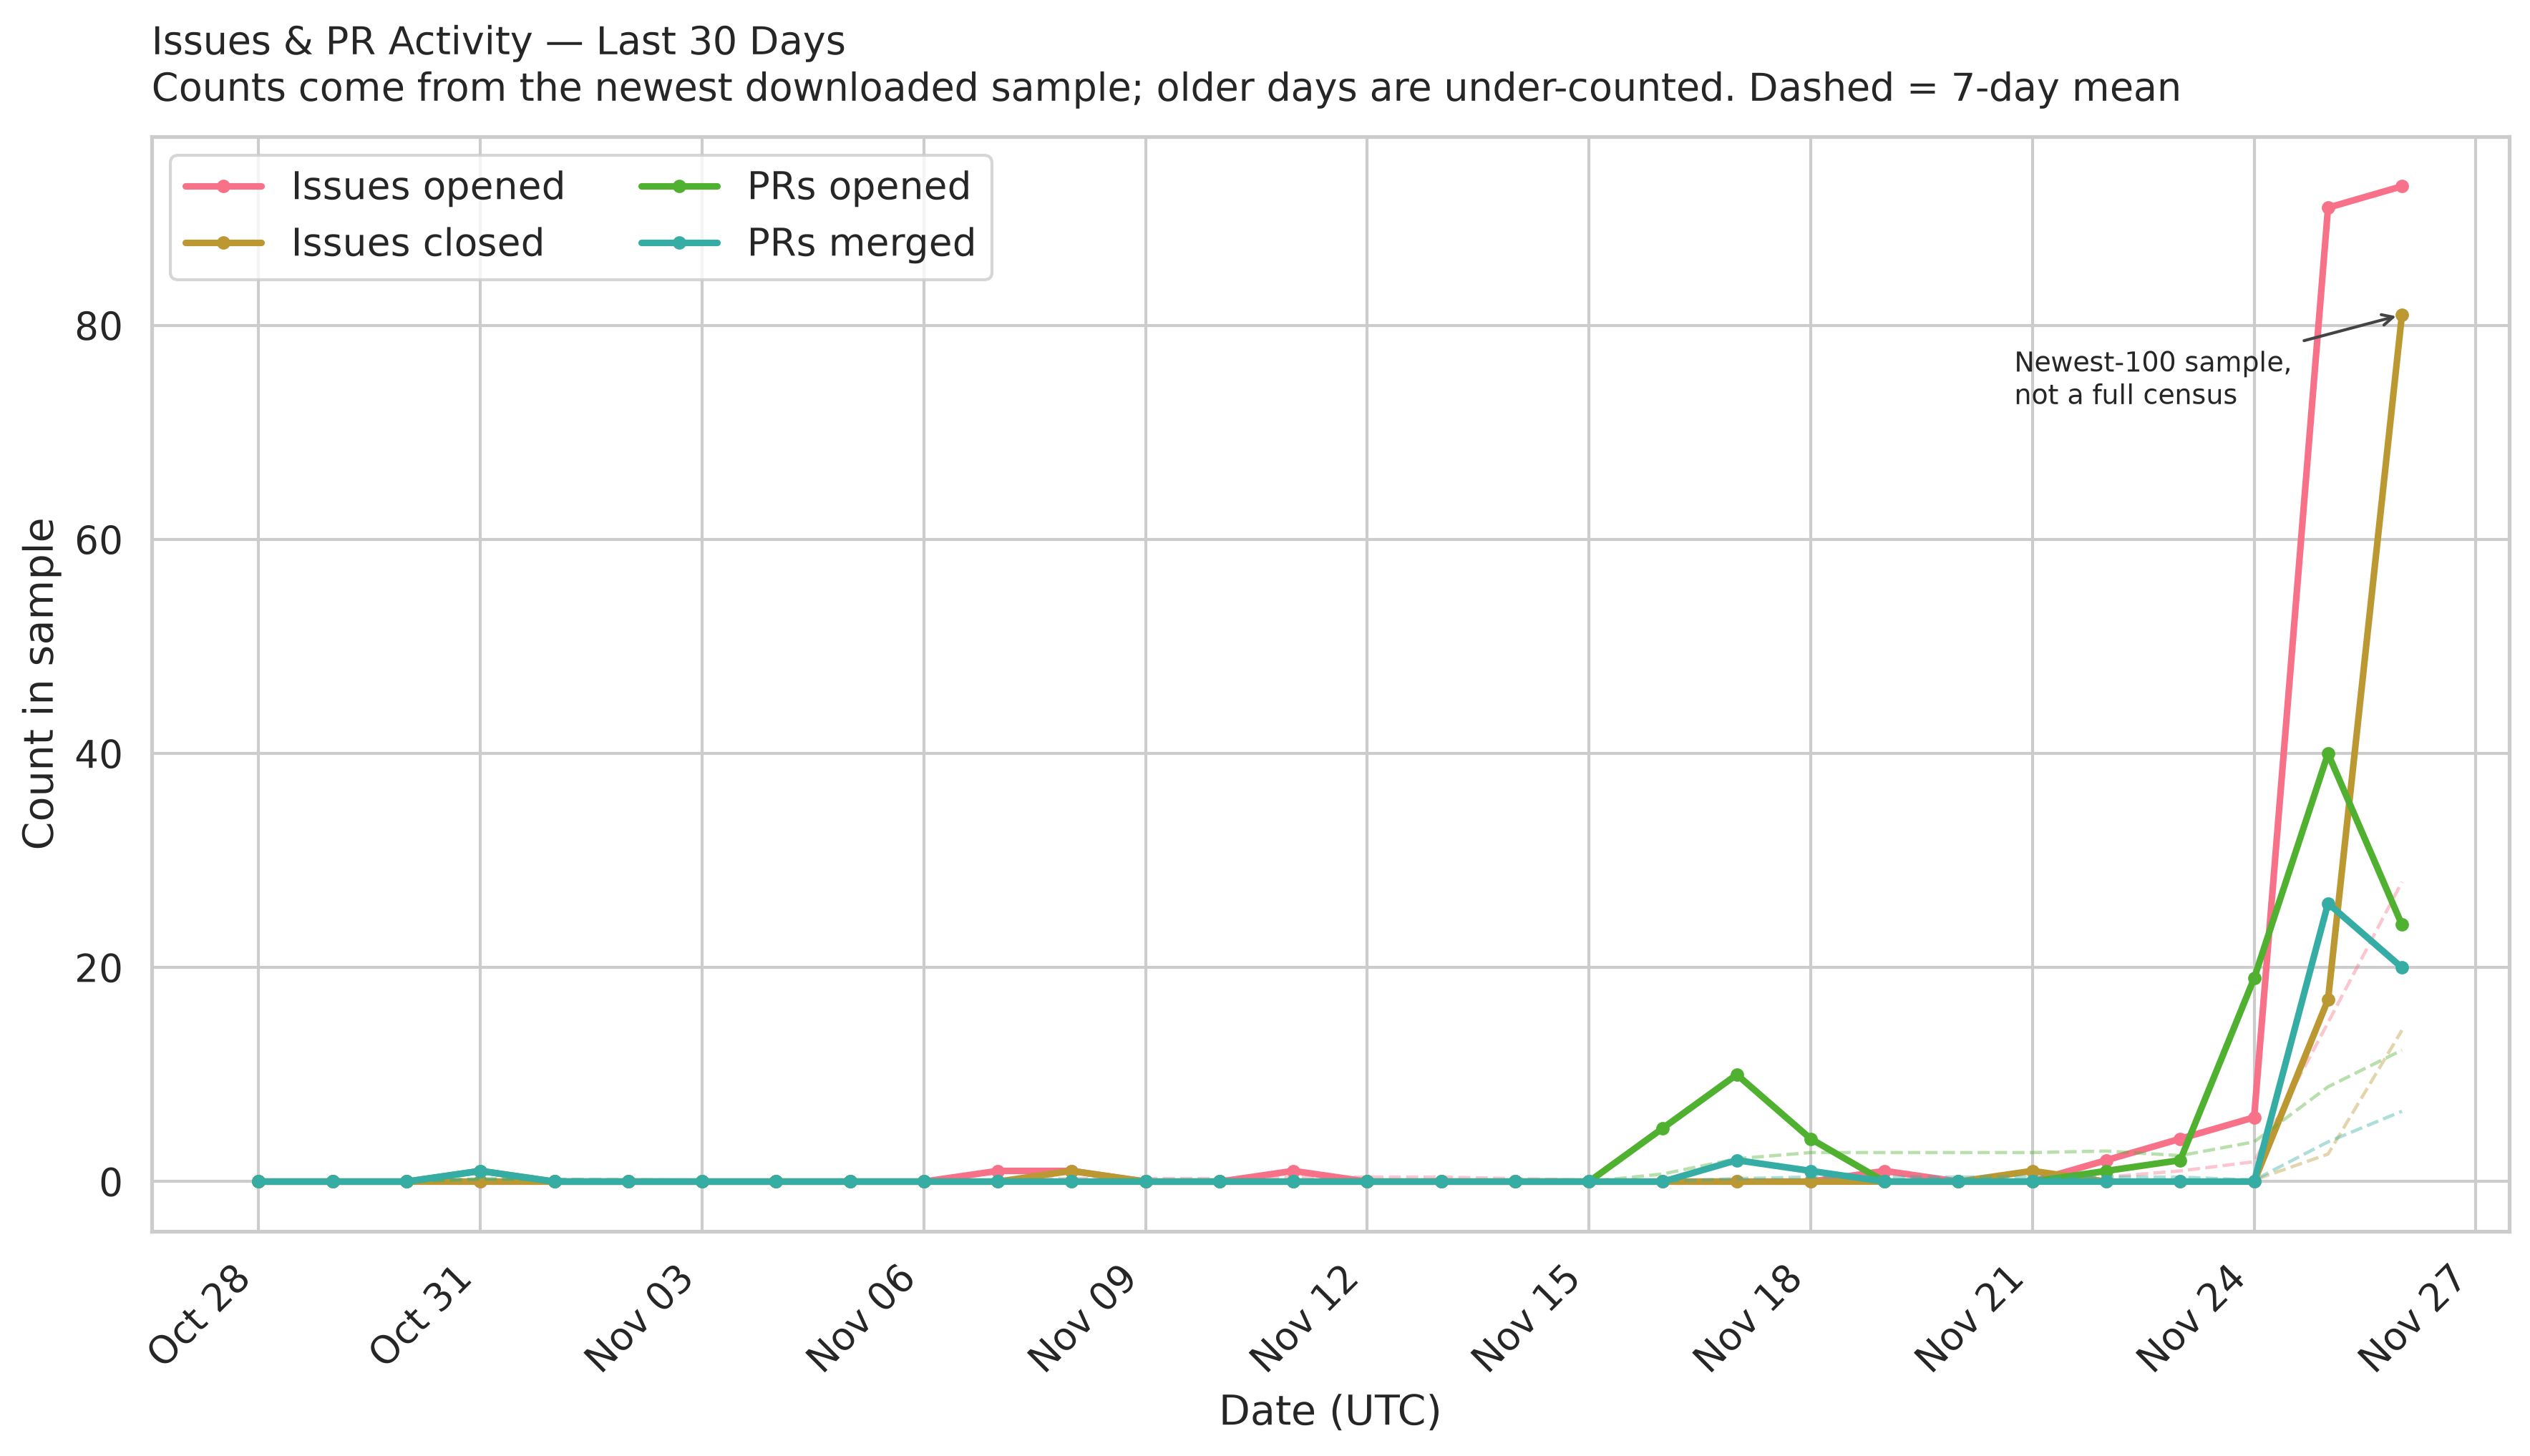 Issues & PR Activity — Last 30 Days
Counts come from the newest downloaded sample; older days are under-counted. Dashed = 7-day mean
Issues opened
Issues closed
PRs opened
PRs merged
Newest-100 sample,
not a full census
Count in sample
80
60
40
20
0
Oct 28
Oct 31
Nov 03
Nov 06
Nov 09
Nov 12
Nov 15
Nov 18
Nov 21
Nov 24
Nov 27
Date (UTC)